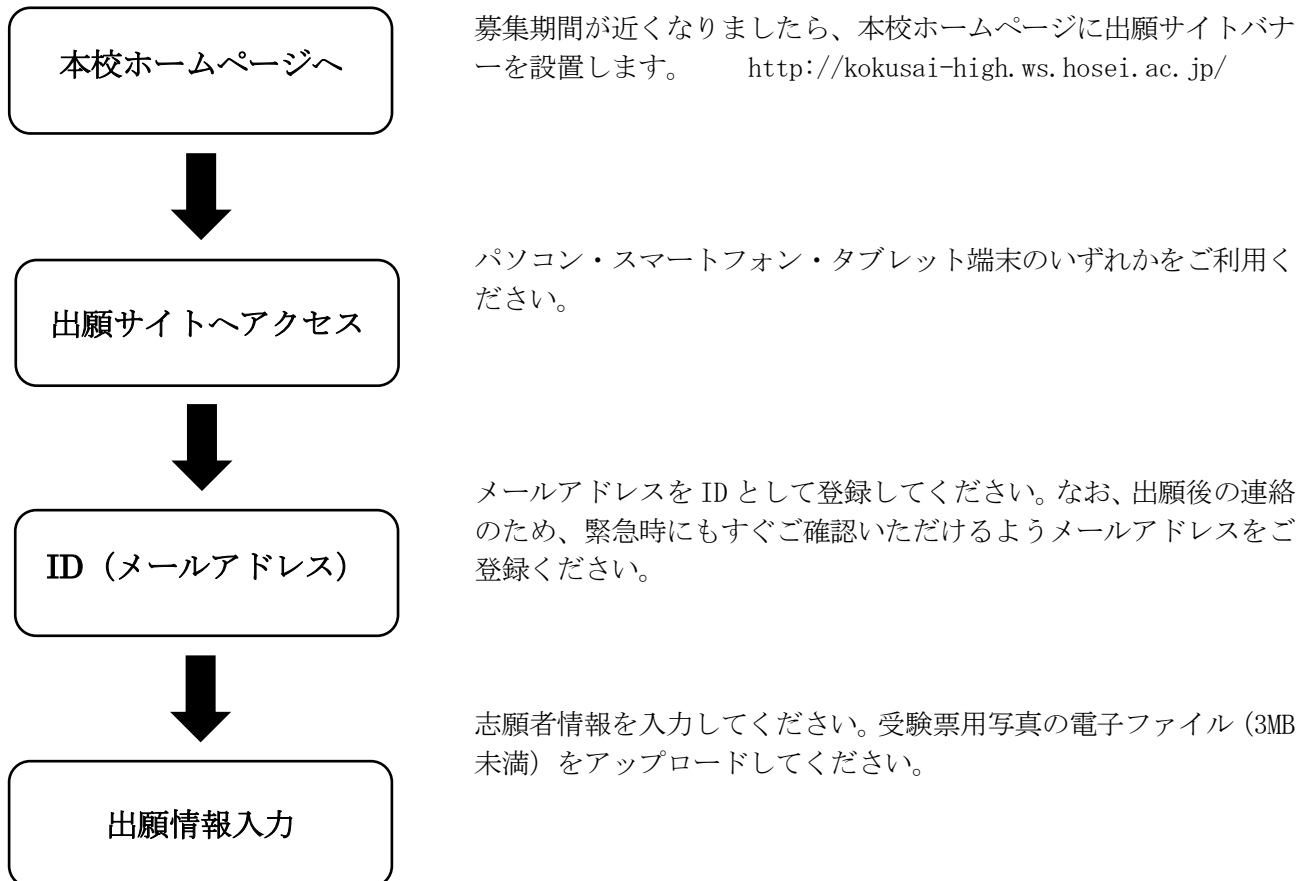 本校ホームページへ
募集期間が近くなりましたら、本校ホームページに出願サイトバナ
ーを設置します。　　http://kokusai-high.ws.hosei.ac.jp/
出願サイトへアクセス
パソコン・スマートフォン・タブレット端末のいずれかをご利用く
ださい。
ID（メールアドレス）
メールアドレスを ID として登録してください。なお、出願後の連絡
のため、緊急時にもすぐご確認いただけるようメールアドレスをご
登録ください。
出願情報入力
志願者情報を入力してください。受験票用写真の電子ファイル（3MB
未満）をアップロードしてください。